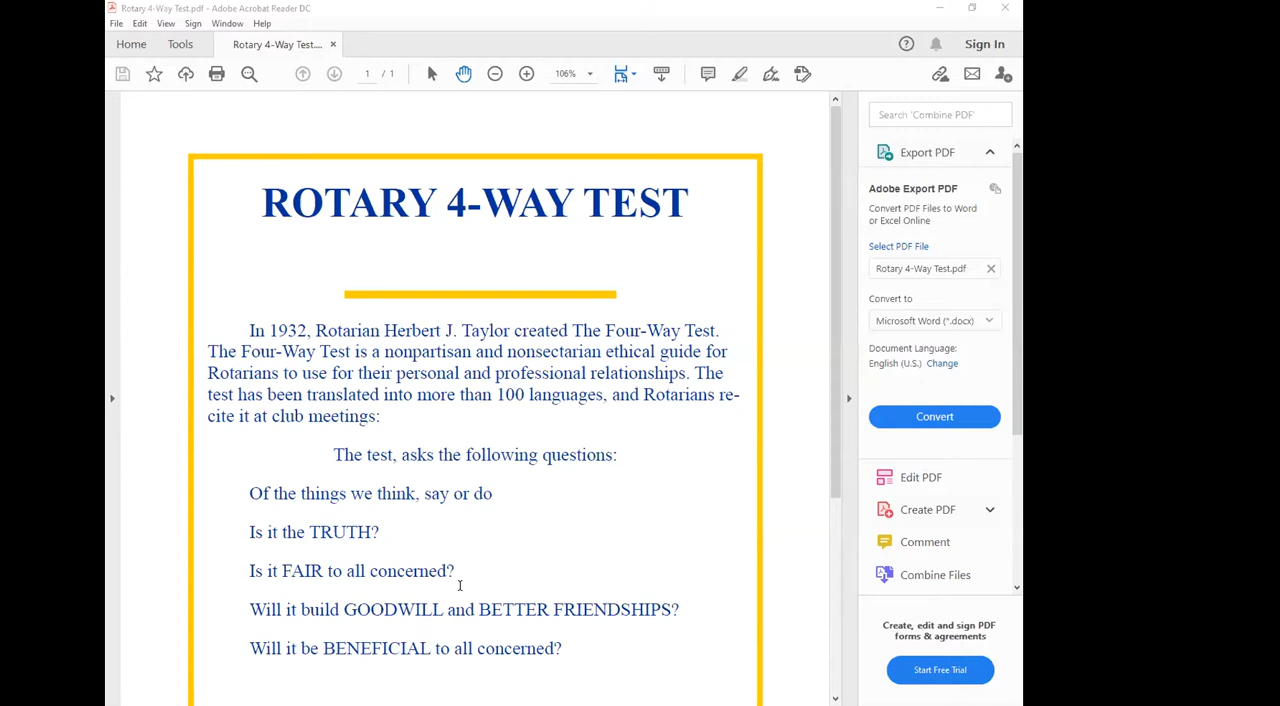 Rotary 4-Way Test.pdf - Adobe Acrobat Reader DC
File Edit View Sign Window Help
Home Tools Rotary 4-Way Test.... × Sign In
1 / 1 106%
Search 'Combine PDF'
Export PDF
Adobe Export PDF
Convert PDF Files to Word
or Excel Online
Select PDF File
Rotary 4-Way Test.pdf
Convert to
Microsoft Word (*.docx)
Document Language:
English (U.S.) Change
Convert
Edit PDF
Create PDF
Comment
Combine Files
Create, edit and sign PDF
forms & agreements
Start Free Trial
ROTARY 4-WAY TEST
In 1932, Rotarian Herbert J. Taylor created The Four-Way Test.
The Four-Way Test is a nonpartisan and nonsectarian ethical guide for
Rotarians to use for their personal and professional relationships. The
test has been translated into more than 100 languages, and Rotarians re-
cite it at club meetings:
The test, asks the following questions:
Of the things we think, say or do
Is it the TRUTH?
Is it FAIR to all concerned?
Will it build GOODWILL and BETTER FRIENDSHIPS?
Will it be BENEFICIAL to all concerned?